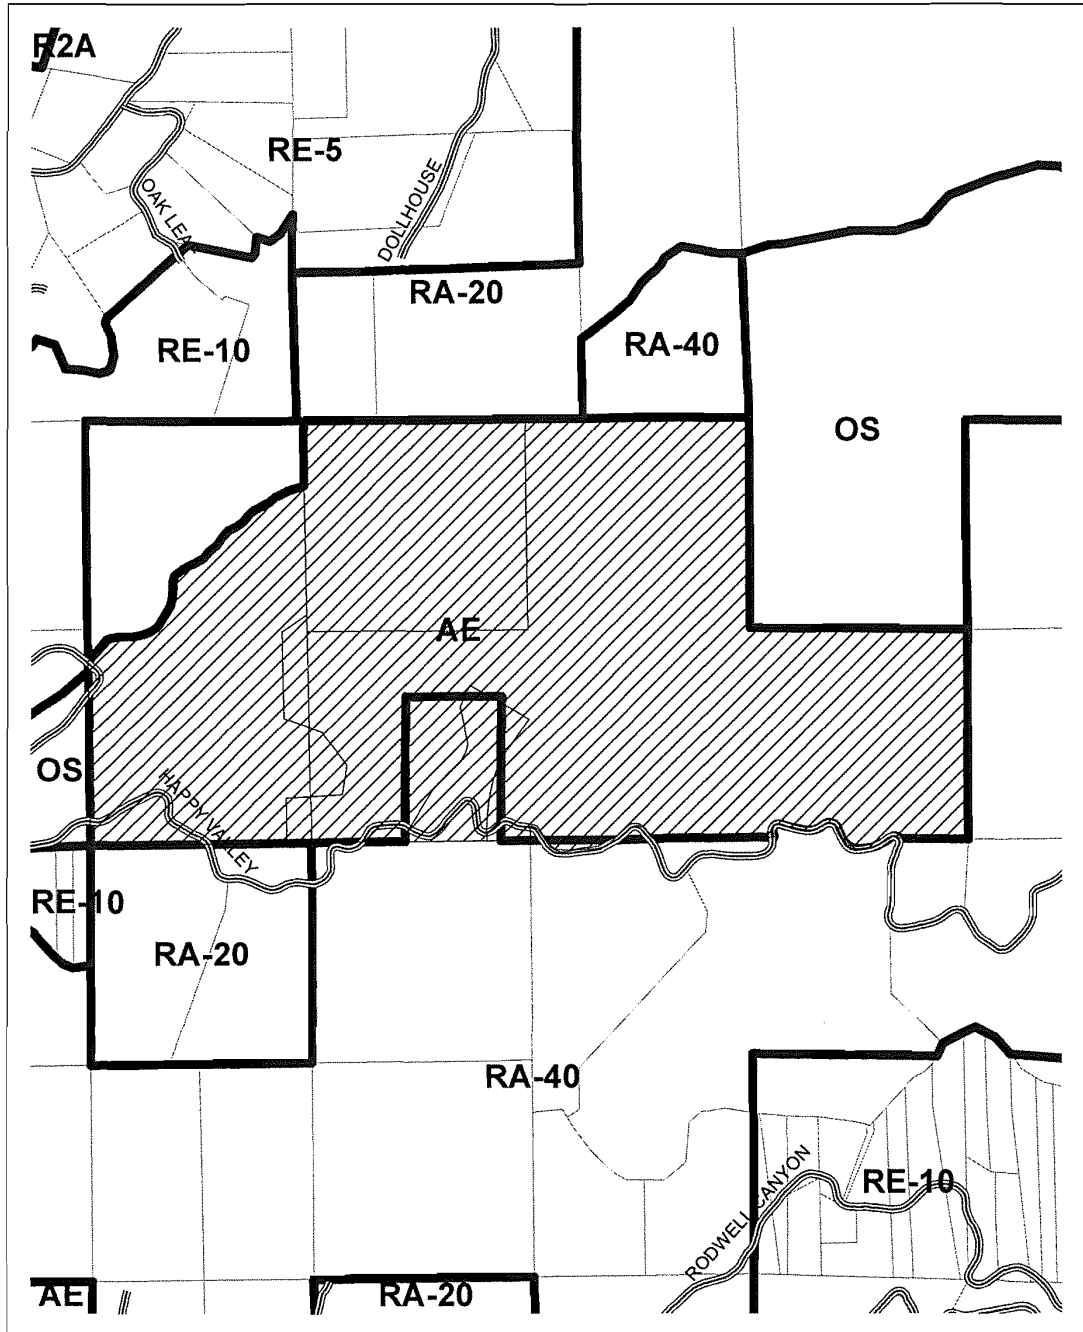 R2A
RE-5
OAK LEA
DOLLHOUSE
RA-20
RE-10
RA-40
OS
AE
OS
HAPPY VALLEY
RE-10
RA-20
RA-40
RODWELL CANYON
RE-10
AE
RA-20